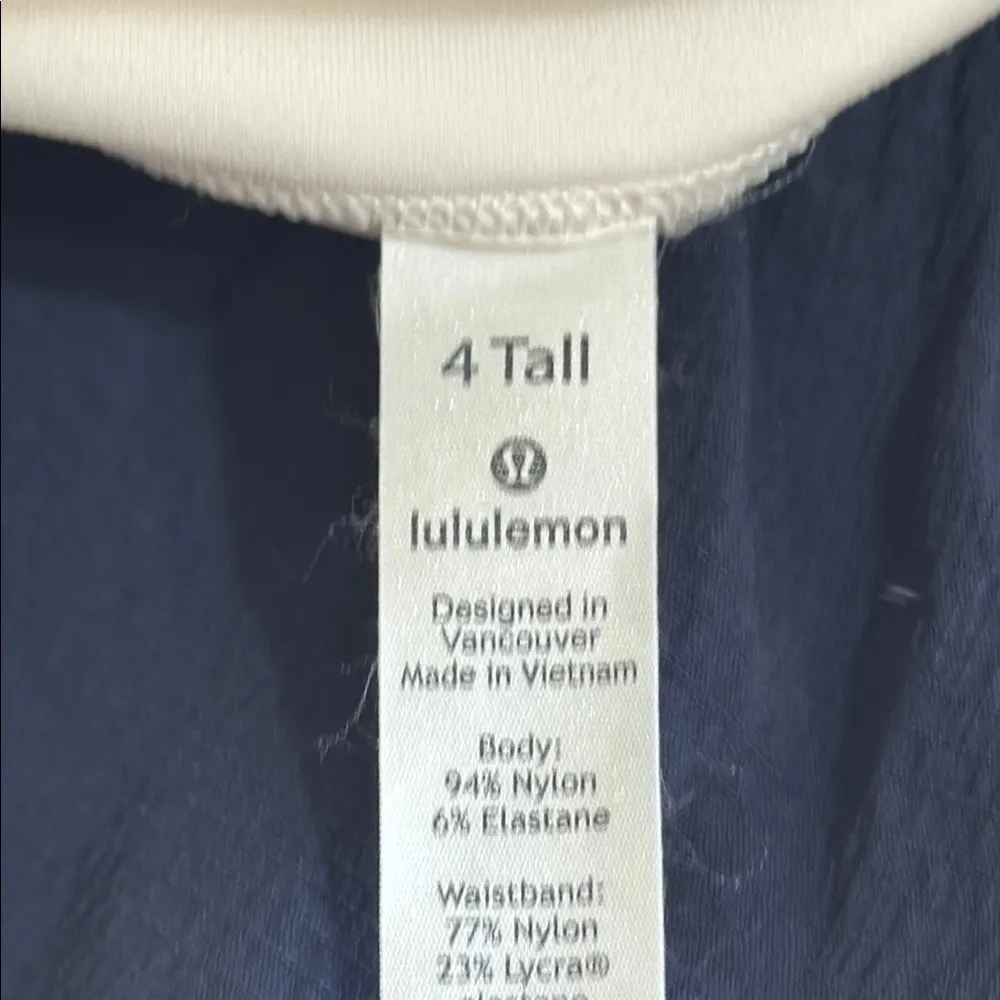 4 Tall
lululemon
Designed in
Vancouver
Made in Vietnam
Body:
94% Nylon
6% Elastane
Waistband:
77% Nylon
23% Lycra®
elastane